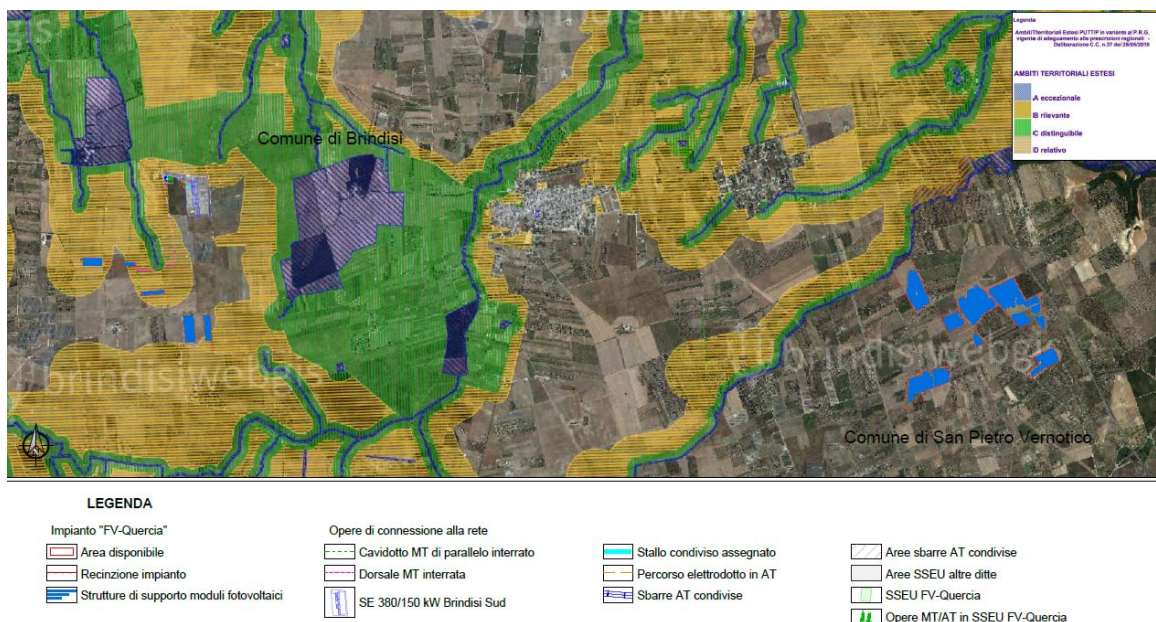 brindisiwebgis
gis
Legenda
Ambiti Territoriali Estesi PUTT/P in variante al P.R.G.
vigente di adeguamento alle prescrizioni regionali -
Deliberazione C.C. n.37 del
AMBITI TERRITORIALI ESTESI
A eccezionale
B rilevante
C distinguibile
D relativo
Comune di Brindisi
brindisiwebgis
brindisiwebgis
Comune di San Pietro Vernotico
LEGENDA
Impianto "FV-Quercia"
Area disponibile
Recinzione impianto
Strutture di supporto moduli fotovoltaici
Opere di connessione alla rete
Cavidotto MT di parallelo interrato
Dorsale MT interrata
SE 380/150 kW Brindisi Sud
Stallo condiviso assegnato
Percorso elettrodotto in AT
Sbarre AT condivise
Aree sbarre AT condivise
Aree SSEU altre ditte
SSEU FV-Quercia
Opere MT/AT in SSEU FV-Quercia